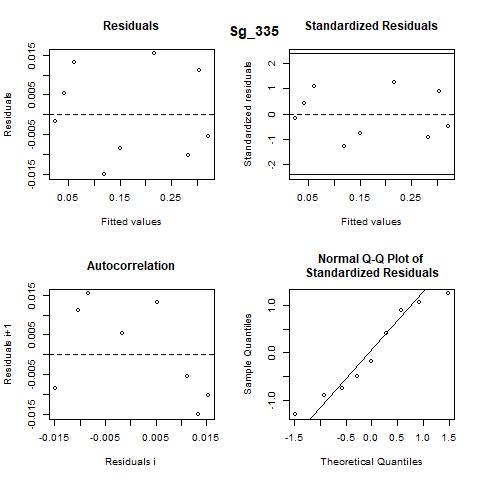 Sg_335
Residuals
Residuals
-0.015
-0.005
0.005
0.015
0.05
0.15
0.25
Fitted values
Standardized Residuals
Standardized residuals
-2
-1
0
1
2
0.05
0.15
0.25
Fitted values
Autocorrelation
Residuals i+1
-0.015
-0.005
0.005
0.015
-0.015
-0.005
0.005
0.015
Residuals i
Normal Q-Q Plot of
Standardized Residuals
Sample Quantiles
-1.0
0.0
1.0
-1.5
-0.5
0.0
0.5
1.0
1.5
Theoretical Quantiles